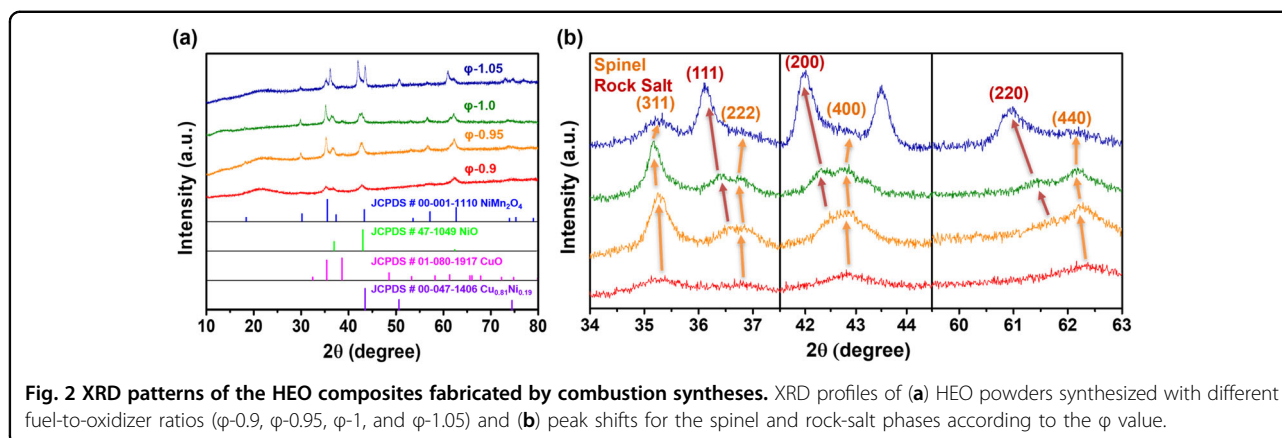 (a)
φ-1.05
φ-1.0
φ-0.95
φ-0.9
JCPDS # 00-001-1110 NiMn₂O₄
JCPDS # 47-1049 NiO
JCPDS # 01-080-1917 CuO
JCPDS # 00-047-1406 Cu₀.₈₁Ni₀.₁₉
Intensity (a.u.)
10 20 30 40 50 60 70 80
2θ (degree)
(b)
Spinel
Rock Salt
(311)
(111)
(222)
(200)
(400)
(220)
(440)
Intensity (a.u.)
34 35 36 37 42 43 44 60 61 62 63
2θ (degree)
Fig. 2 XRD patterns of the HEO composites fabricated by combustion syntheses. XRD profiles of (a) HEO powders synthesized with different
fuel-to-oxidizer ratios (φ-0.9, φ-0.95, φ-1, and φ-1.05) and (b) peak shifts for the spinel and rock-salt phases according to the φ value.